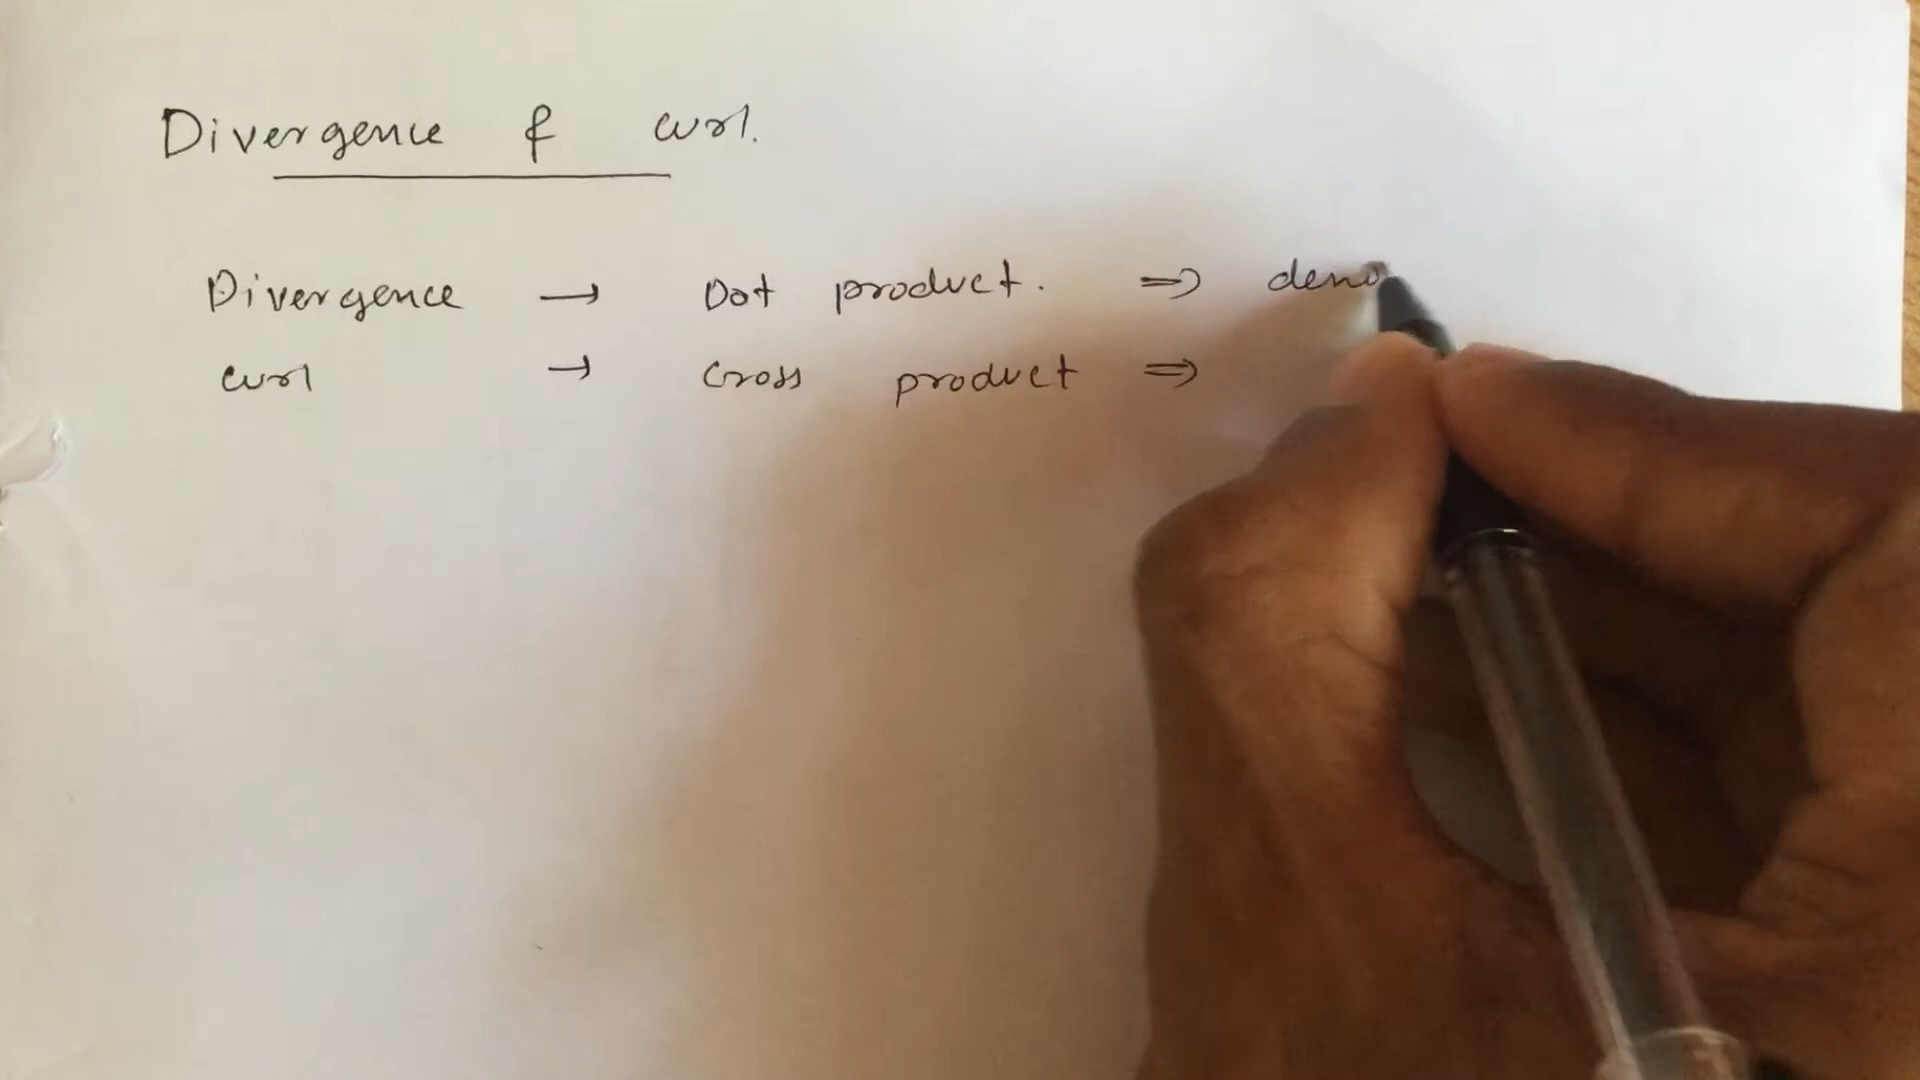 Divergence & curl.
Divergence → Dot product. ⇒ deno
curl → Cross product ⇒